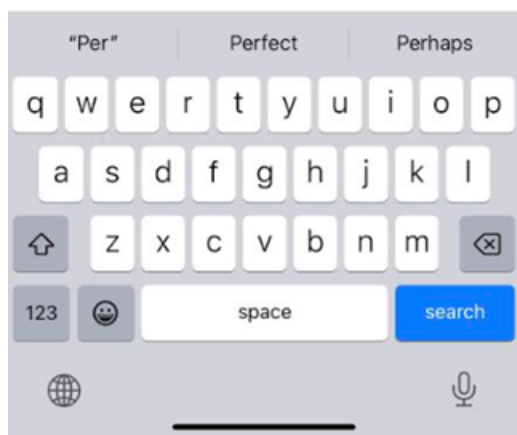 “Per” Perfect Perhaps
q w e r t y u i o p
a s d f g h j k l
z x c v b n m
123 space search